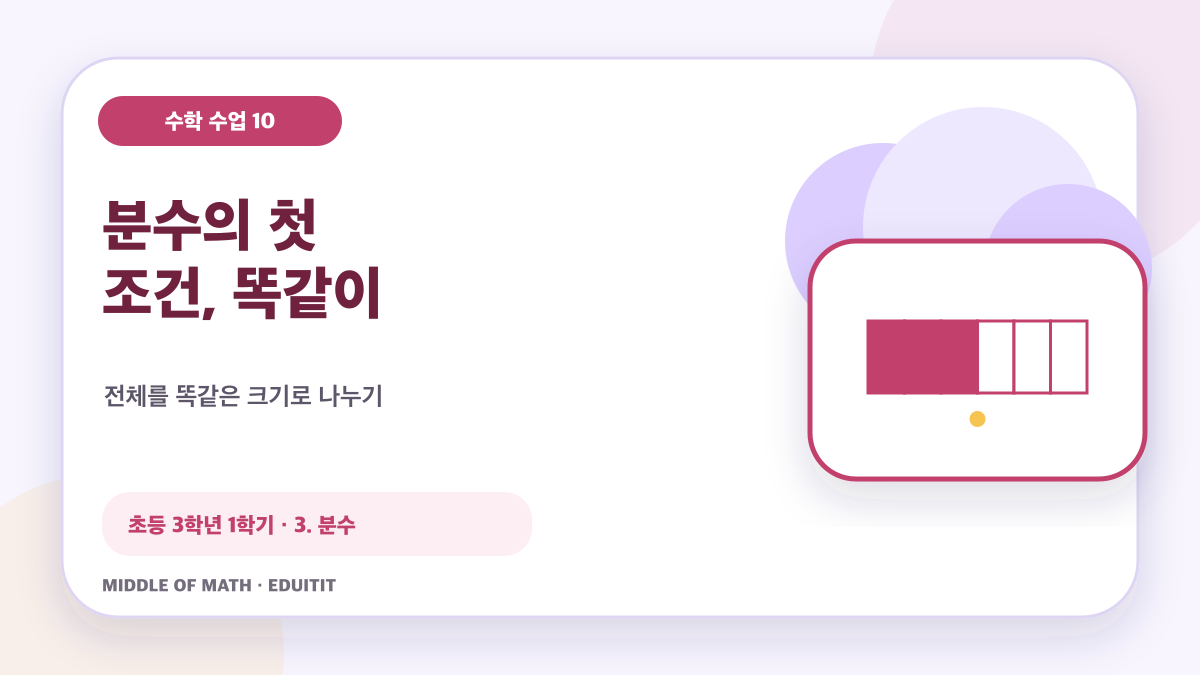 수학 수업 10
분수의 첫
조건, 똑같이
전체를 똑같은 크기로 나누기
초등 3학년 1학기 · 3. 분수
MIDDLE OF MATH · EDUITIT